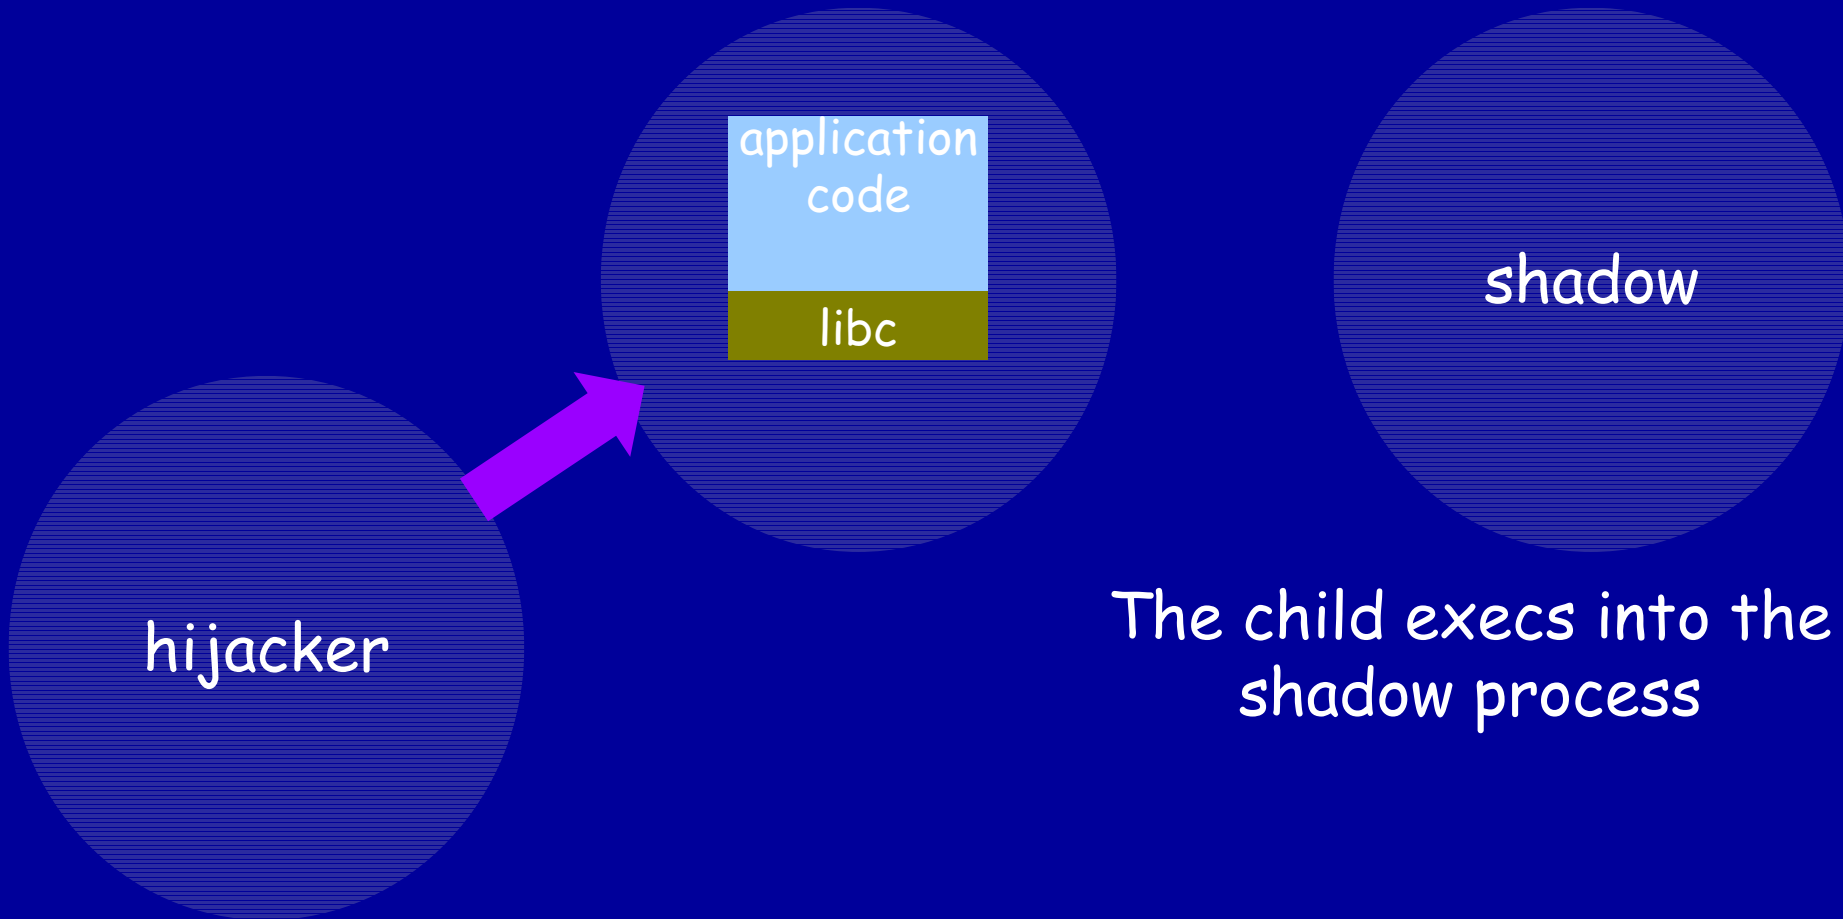 application
code
libc
shadow
hijacker
The child execs into the
shadow process